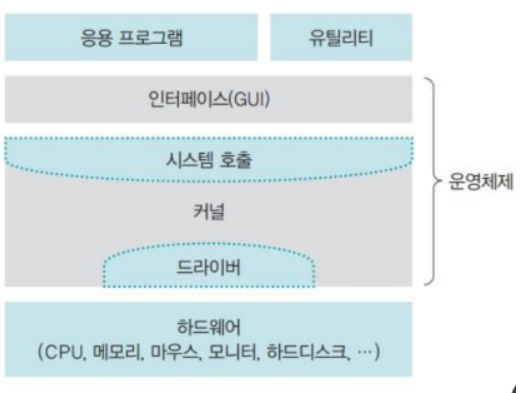 응용 프로그램
유틸리티
인터페이스(GUI)
시스템 호출
커널
드라이버
운영체제
하드웨어
(CPU, 메모리, 마우스, 모니터, 하드디스크, …)